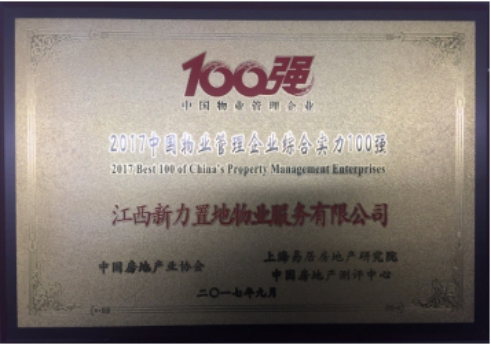 100强
中国物业管理企业
2017中国物业管理企业综合实力100强
2017 Best 100 of China's Property Management Enterprises
江西新力置地物业服务有限公司
中国房地产业协会
上海易居房地产研究院
中国房地产测评中心
二〇一七年九月